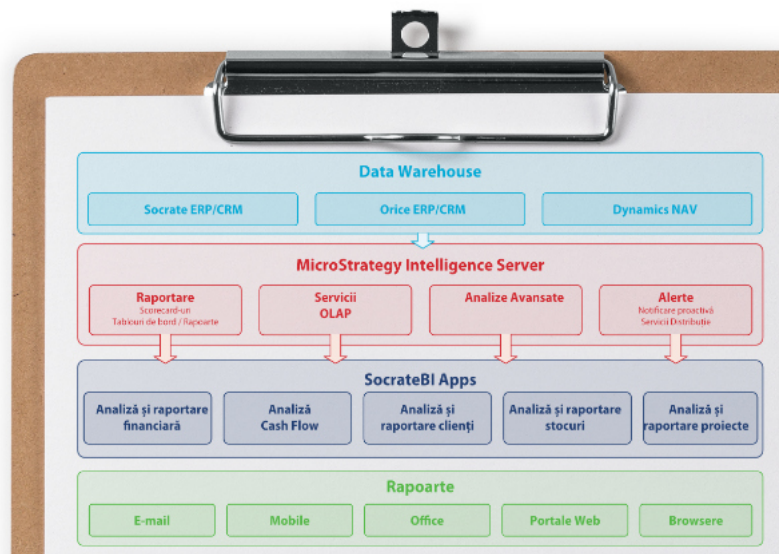 Data Warehouse
Socrate ERP/CRM
Orice ERP/CRM
Dynamics NAV
MicroStrategy Intelligence Server
Raportare
Scorecard-un
Tablouri de bord / Rapoarte
Servicii
OLAP
Analize Avansate
Alerte
Notificare proactivă
Servicii Distribuție
SocrateBI Apps
Analiză și raportare
financiară
Analiză
Cash Flow
Analiză și
raportare clienți
Analiză și raportare
stocuri
Analiză și
raportare proiecte
Rapoarte
E-mail
Mobile
Office
Portale Web
Browsere